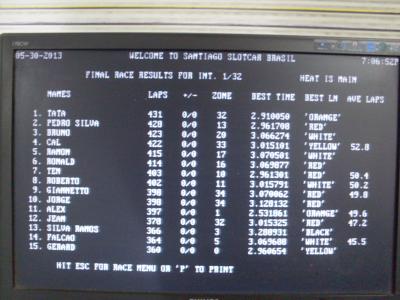 05-30-2013 WELCOME TO SANTIAGO SLOTCAR BRASIL 7:06:52P
FINAL RACE RESULTS FOR INT. 1/32 HEAT IS MAIN
NAMES LAPS +/- ZONE BEST TIME BEST LN AVE LAPS
1. TATA 431 0/0 32 2.910050 'ORANGE'
2. PEDRO SILVA 428 0/0 13 2.961708 'RED'
3. BRUNO 423 0/0 20 3.066274 'WHITE'
4. CAL 422 0/0 33 3.015101 'YELLOW' 52.8
5. RAMON 415 0/0 17 3.070501 'WHITE'
6. RONALD 414 0/0 16 3.069877 'RED'
7. TEN 403 0/0 10 2.961301 'RED' 50.4
8. ROBERTO 402 0/0 11 3.015791 'WHITE' 50.2
9. GIANNETTO 398 0/0 34 3.070062 'RED' 49.8
10. JORGE 398 0/0 34 3.128132 'RED'
11. ALEX 397 0/0 1 2.531861 'ORANGE' 49.6
12. JEAN 378 0/0 32 3.015325 'RED' 47.2
13. SILVA RAMOS 366 0/0 3 3.288931 'BLACK'
14. FALCAO 364 0/0 5 3.069688 'WHITE' 45.5
15. GERARD 360 0/0 0 2.960654 'YELLOW'
HIT ESC FOR RACE MENU OR 'P' TO PRINT